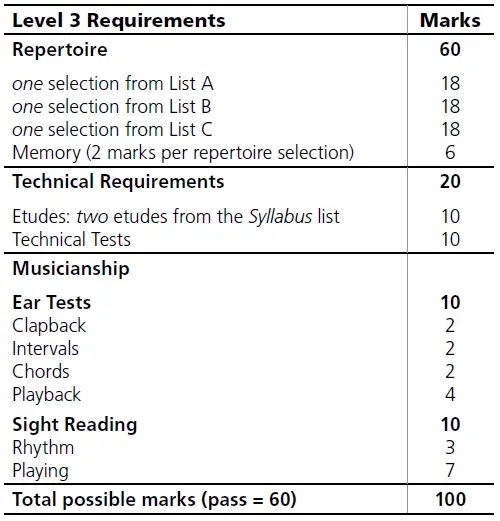 Level 3 Requirements Marks
Repertoire 60
one selection from List A 18
one selection from List B 18
one selection from List C 18
Memory (2 marks per repertoire selection) 6
Technical Requirements 20
Etudes: two etudes from the Syllabus list 10
Technical Tests 10
Musicianship
Ear Tests 10
Clapback 2
Intervals 2
Chords 2
Playback 4
Sight Reading 10
Rhythm 3
Playing 7
Total possible marks (pass = 60) 100